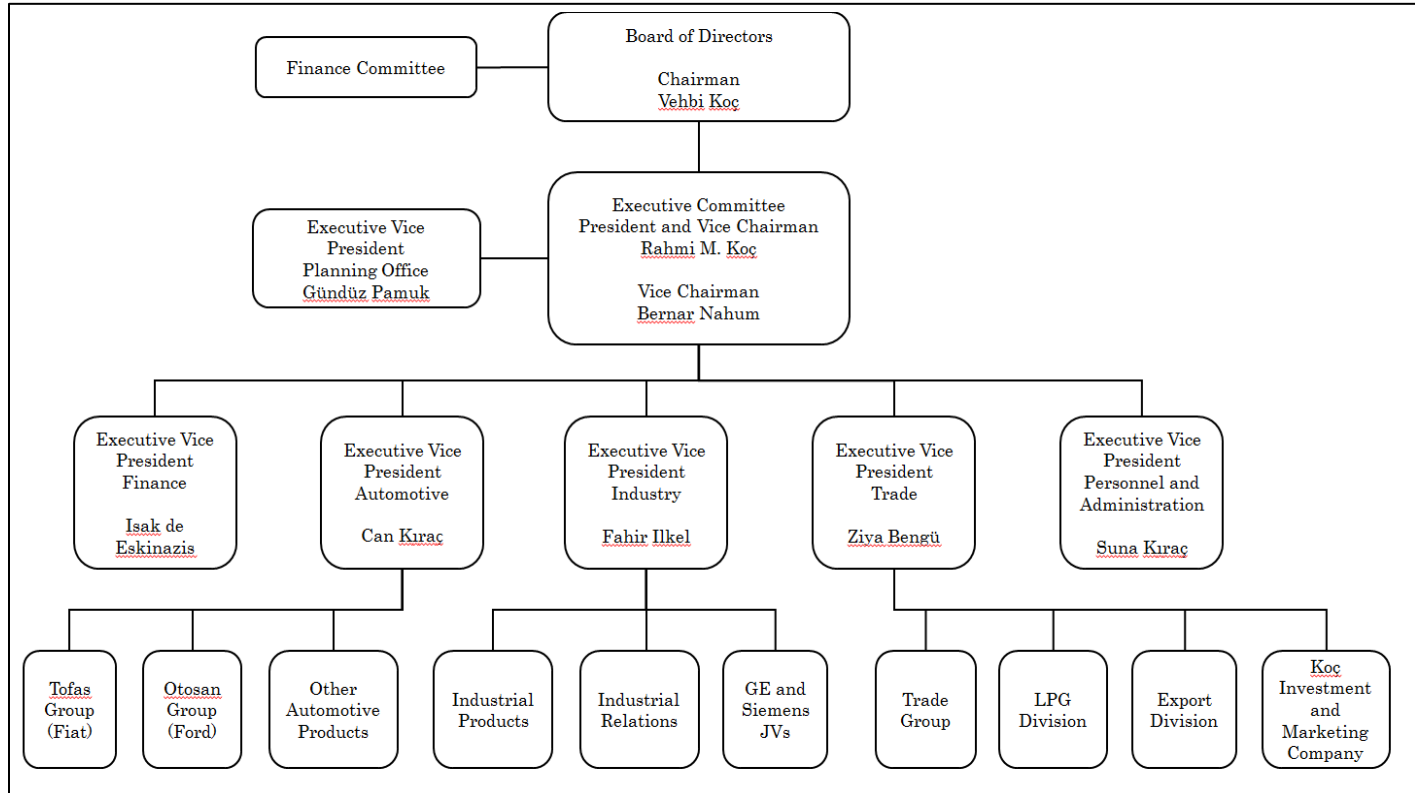 Board of Directors
Chairman
Vehbi Koç
Finance Committee
Executive Committee
President and Vice Chairman
Rahmi M. Koç
Vice Chairman
Bernar Nahum
Executive Vice
President
Planning Office
Gündüz Pamuk
Executive Vice
President
Finance
Isak de
Eskinazis
Executive Vice
President
Automotive
Can Kıraç
Executive Vice
President
Industry
Fahir Ilkel
Executive Vice
President
Trade
Ziya Bengü
Executive Vice
President
Personnel and
Administration
Suna Kıraç
Tofas
Group
(Fiat)
Otosan
Group
(Ford)
Other
Automotive
Products
Industrial
Products
Industrial
Relations
GE and
Siemens
JVs
Trade
Group
LPG
Division
Export
Division
Koç
Investment
and
Marketing
Company